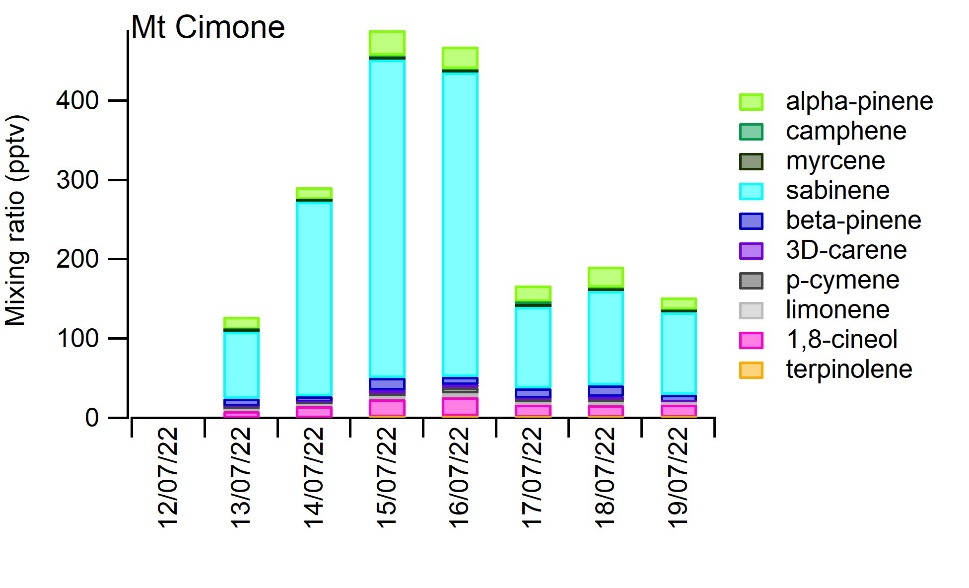 Mt Cimone
Mixing ratio (pptv)
400
300
200
100
0
12/07/22
13/07/22
14/07/22
15/07/22
16/07/22
17/07/22
18/07/22
19/07/22
alpha-pinene
camphene
myrcene
sabinene
beta-pinene
3D-carene
p-cymene
limonene
1,8-cineol
terpinolene